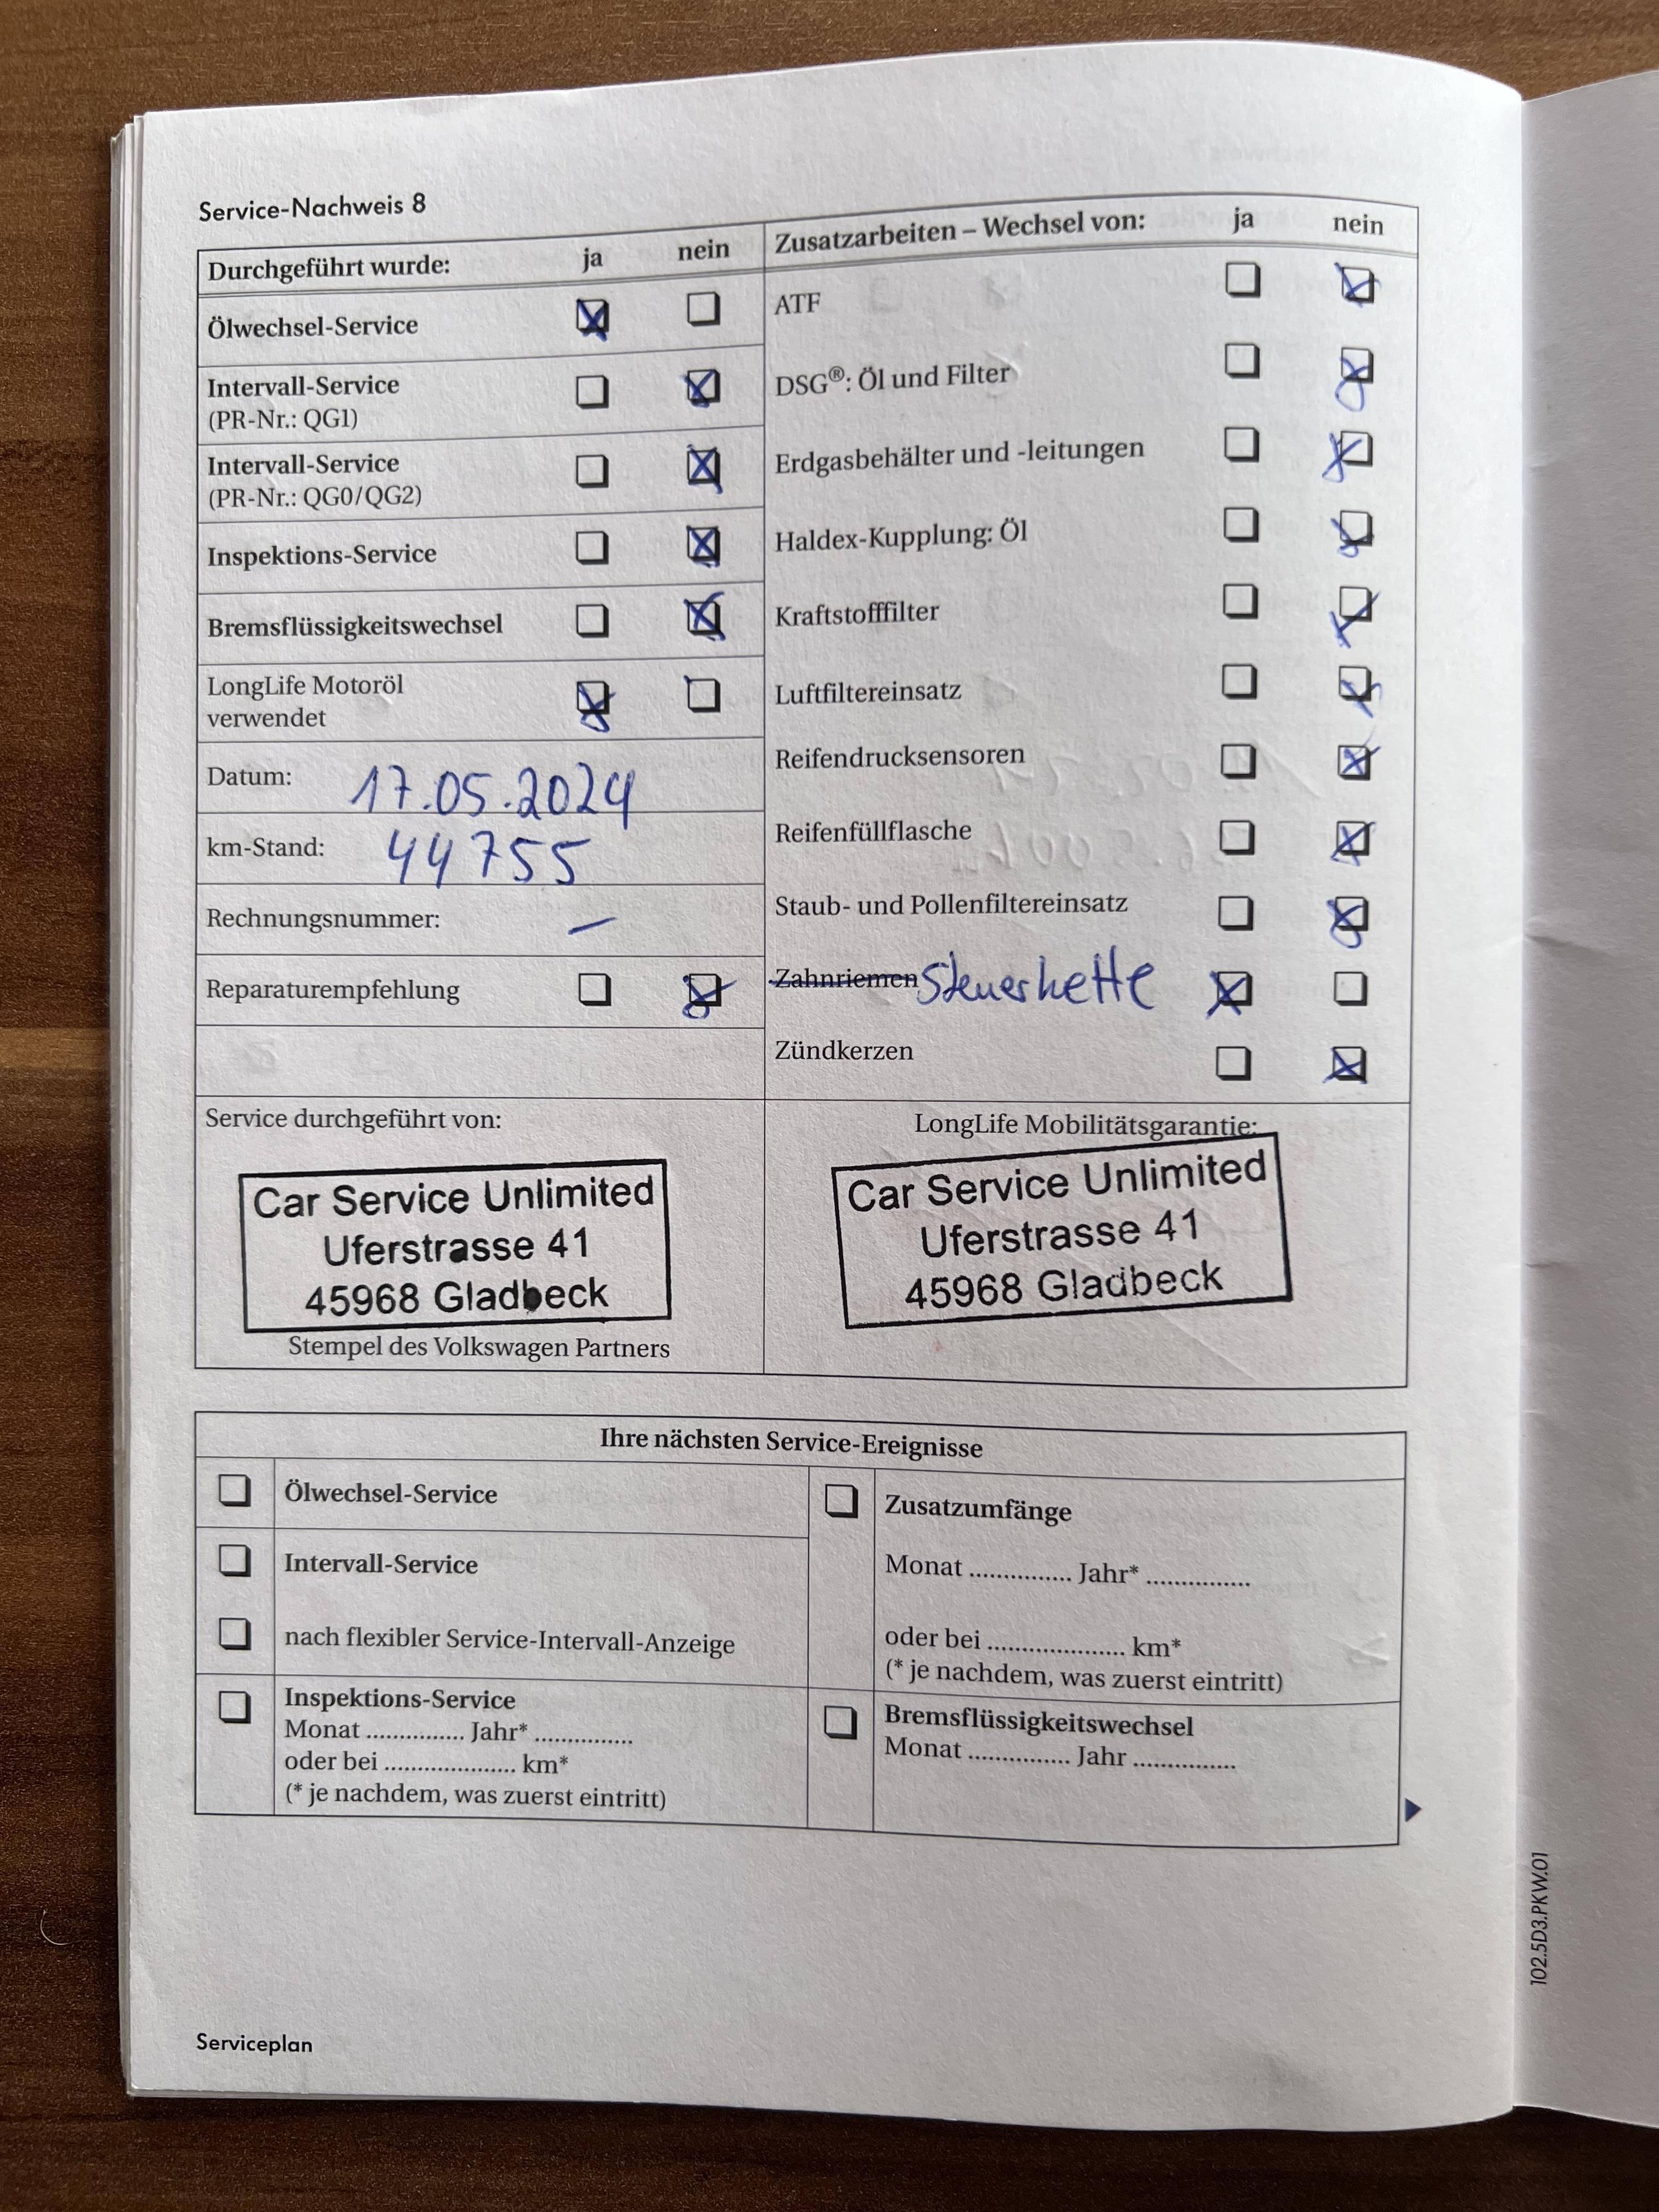 Service-Nachweis 8
Durchgeführt wurde: ja nein
Ölwechsel-Service
Intervall-Service
(PR-Nr.: QG1)
Intervall-Service
(PR-Nr.: QG0/QG2)
Inspektions-Service
Bremsflüssigkeitswechsel
LongLife Motoröl
verwendet
Datum: 17.05.2024
km-Stand: 44755
Rechnungsnummer: –
Reparaturempfehlung
Zusatzarbeiten – Wechsel von: ja nein
ATF
DSG®: Öl und Filter
Erdgasbehälter und -leitungen
Haldex-Kupplung: Öl
Kraftstofffilter
Luftfiltereinsatz
Reifendrucksensoren
Reifenfüllflasche
Staub- und Pollenfiltereinsatz
Zahnriemen Steuerkette
Zündkerzen
Service durchgeführt von:
Car Service Unlimited
Uferstrasse 41
45968 Gladbeck
Stempel des Volkswagen Partners
LongLife Mobilitätsgarantie:
Car Service Unlimited
Uferstrasse 41
45968 Gladbeck
Ihre nächsten Service-Ereignisse
Ölwechsel-Service
Intervall-Service
nach flexibler Service-Intervall-Anzeige
Inspektions-Service
Monat ............... Jahr* ...............
oder bei .................... km*
(* je nachdem, was zuerst eintritt)
Zusatzumfänge
Monat ............... Jahr* ...............
oder bei .................... km*
(* je nachdem, was zuerst eintritt)
Bremsflüssigkeitswechsel
Monat ............... Jahr ...............
102.5D3.PKW.01
Serviceplan